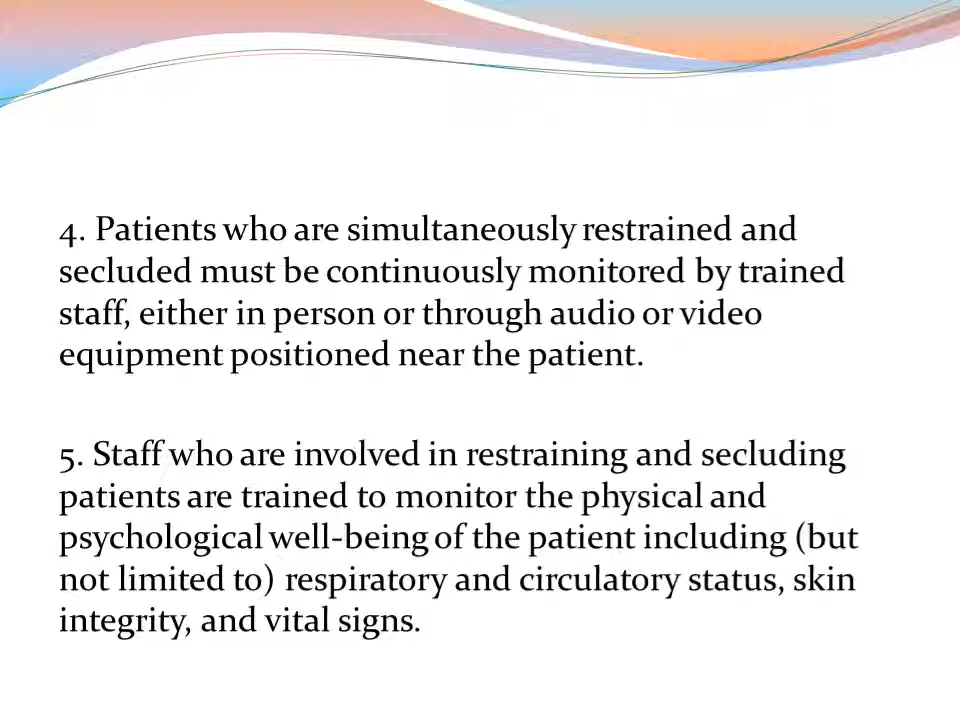 4. Patients who are simultaneously restrained and
secluded must be continuously monitored by trained
staff, either in person or through audio or video
equipment positioned near the patient.
5. Staff who are involved in restraining and secluding
patients are trained to monitor the physical and
psychological well-being of the patient including (but
not limited to) respiratory and circulatory status, skin
integrity, and vital signs.